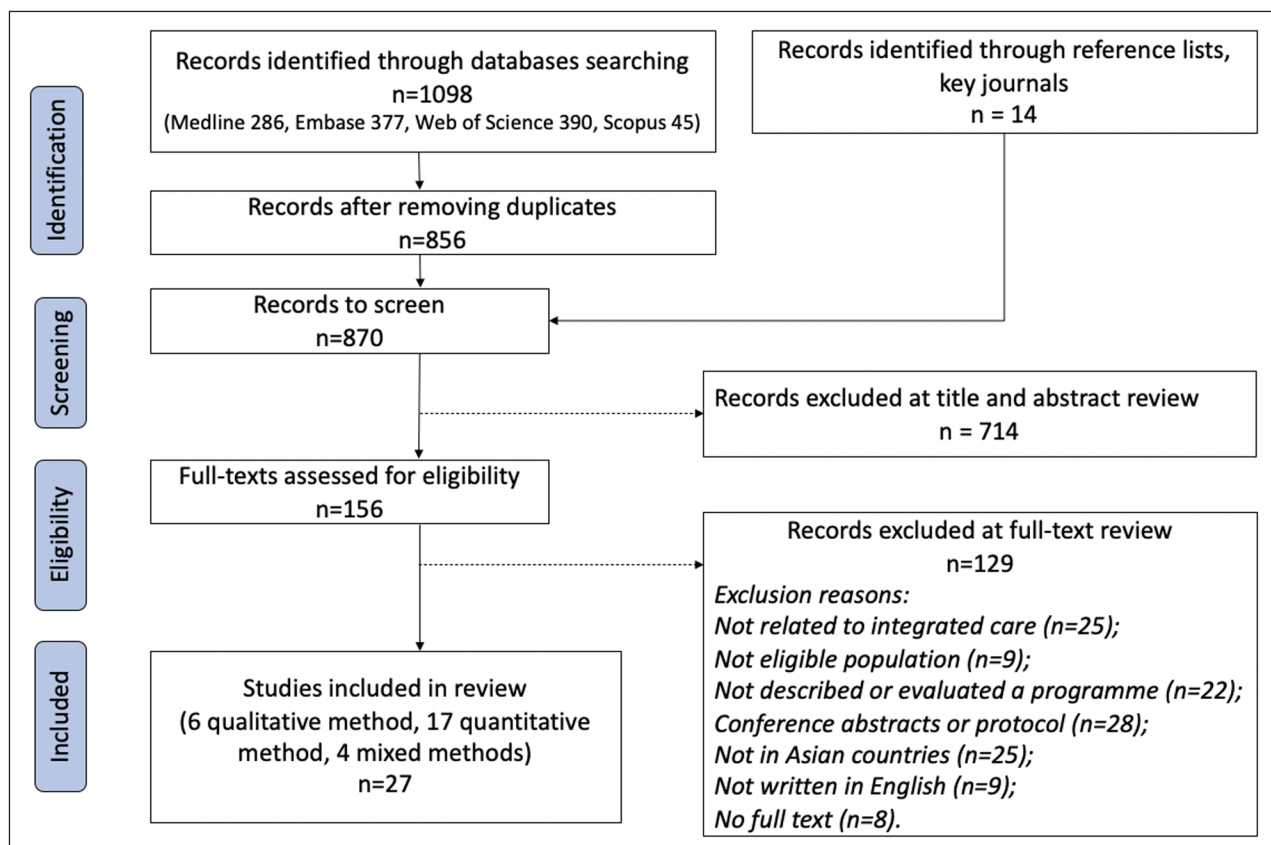 Identification
Records identified through databases searching
n=1098
(Medline 286, Embase 377, Web of Science 390, Scopus 45)
Records identified through reference lists,
key journals
n = 14
Records after removing duplicates
n=856
Screening
Records to screen
n=870
Records excluded at title and abstract review
n = 714
Eligibility
Full-texts assessed for eligibility
n=156
Records excluded at full-text review
n=129
Exclusion reasons:
Not related to integrated care (n=25);
Not eligible population (n=9);
Not described or evaluated a programme (n=22);
Conference abstracts or protocol (n=28);
Not in Asian countries (n=25);
Not written in English (n=9);
No full text (n=8).
Included
Studies included in review
(6 qualitative method, 17 quantitative
method, 4 mixed methods)
n=27